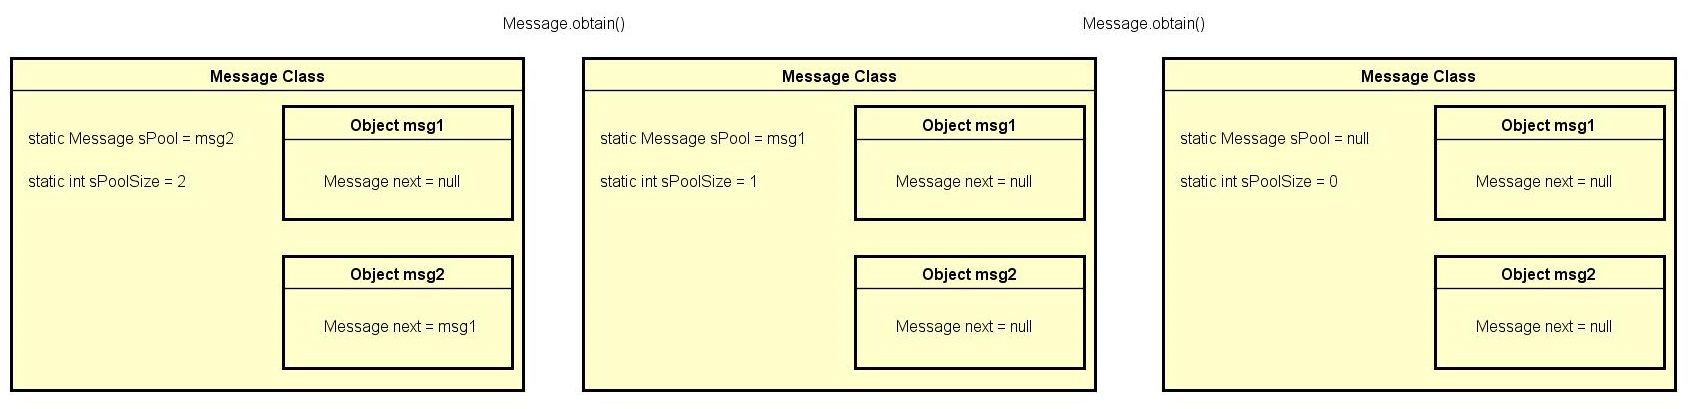 Message.obtain()
Message.obtain()
Message Class
static Message sPool = msg2
static int sPoolSize = 2
Object msg1
Message next = null
Object msg2
Message next = msg1
Message Class
static Message sPool = msg1
static int sPoolSize = 1
Object msg1
Message next = null
Object msg2
Message next = null
Message Class
static Message sPool = null
static int sPoolSize = 0
Object msg1
Message next = null
Object msg2
Message next = null